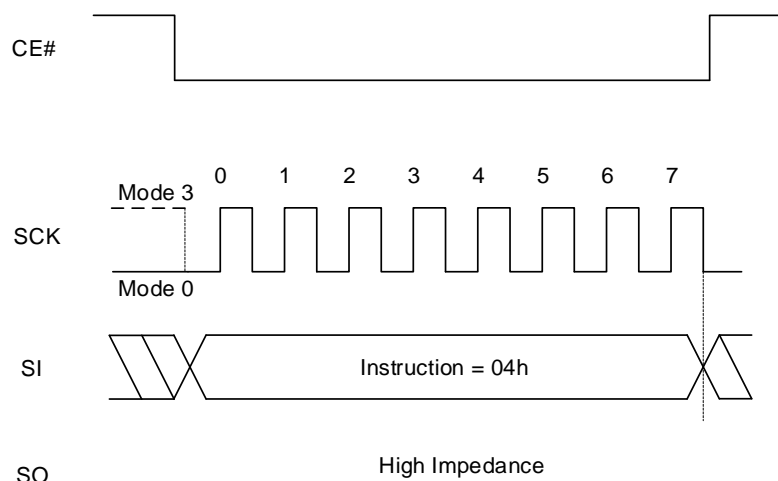 CE#
0 1 2 3 4 5 6 7
Mode 3
SCK
Mode 0
SI
Instruction = 04h
High Impedance
SO